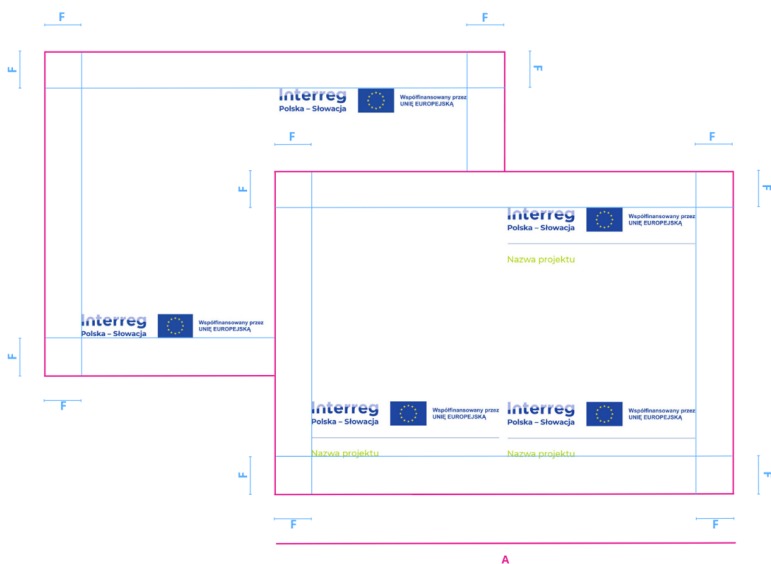 F
F
F
F
Interreg
Polska – Słowacja
Współfinansowany przez
UNIĘ EUROPEJSKĄ
Interreg
Polska – Słowacja
Współfinansowany przez
UNIĘ EUROPEJSKĄ
F
F
F
F
F
F
Interreg
Polska – Słowacja
Współfinansowany przez
UNIĘ EUROPEJSKĄ
Nazwa projektu
Interreg
Polska – Słowacja
Współfinansowany przez
UNIĘ EUROPEJSKĄ
Nazwa projektu
Interreg
Polska – Słowacja
Współfinansowany przez
UNIĘ EUROPEJSKĄ
Nazwa projektu
F
F
F
F
A